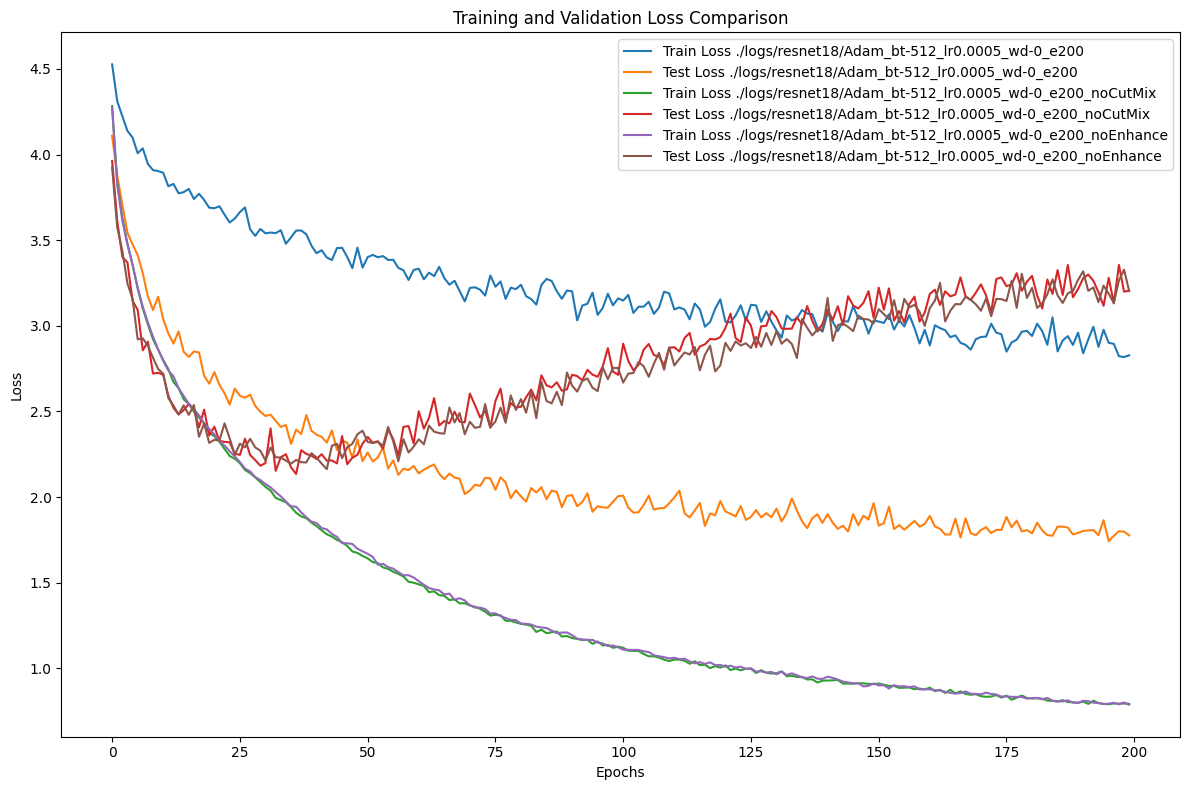 Training and Validation Loss Comparison
Train Loss ./logs/resnet18/Adam_bt-512_lr0.0005_wd-0_e200
Test Loss ./logs/resnet18/Adam_bt-512_lr0.0005_wd-0_e200
Train Loss ./logs/resnet18/Adam_bt-512_lr0.0005_wd-0_e200_noCutMix
Test Loss ./logs/resnet18/Adam_bt-512_lr0.0005_wd-0_e200_noCutMix
Train Loss ./logs/resnet18/Adam_bt-512_lr0.0005_wd-0_e200_noEnhance
Test Loss ./logs/resnet18/Adam_bt-512_lr0.0005_wd-0_e200_noEnhance
4.5
4.0
3.5
3.0
2.5
2.0
1.5
1.0
Loss
0 25 50 75 100 125 150 175 200
Epochs